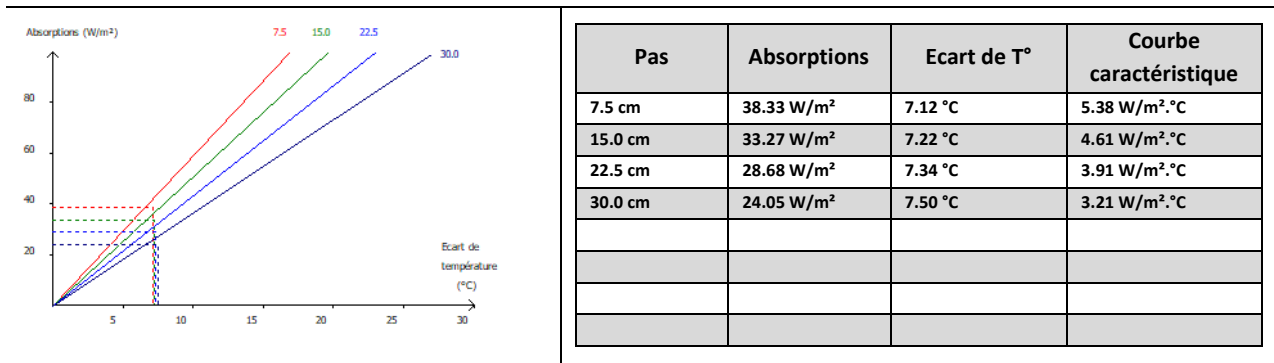 Absorptions (W/m²)
7.5 15.0 22.5
30.0
80
60
40
20
Ecart de
température
(°C)
5 10 15 20 25 30
Pas Absorptions Ecart de T° Courbe caractéristique
7.5 cm 38.33 W/m² 7.12 °C 5.38 W/m².°C
15.0 cm 33.27 W/m² 7.22 °C 4.61 W/m².°C
22.5 cm 28.68 W/m² 7.34 °C 3.91 W/m².°C
30.0 cm 24.05 W/m² 7.50 °C 3.21 W/m².°C